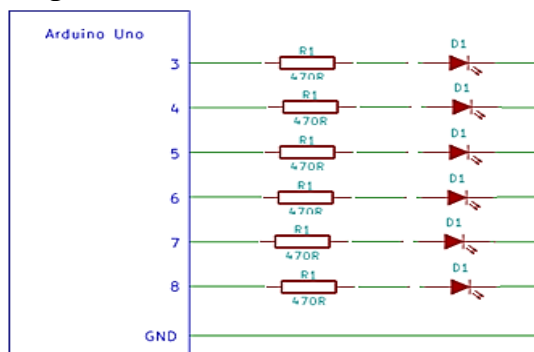 Arduino Uno
3 R1 470R D1
4 R1 470R D1
5 R1 470R D1
6 R1 470R D1
7 R1 470R D1
8 R1 470R D1
GND